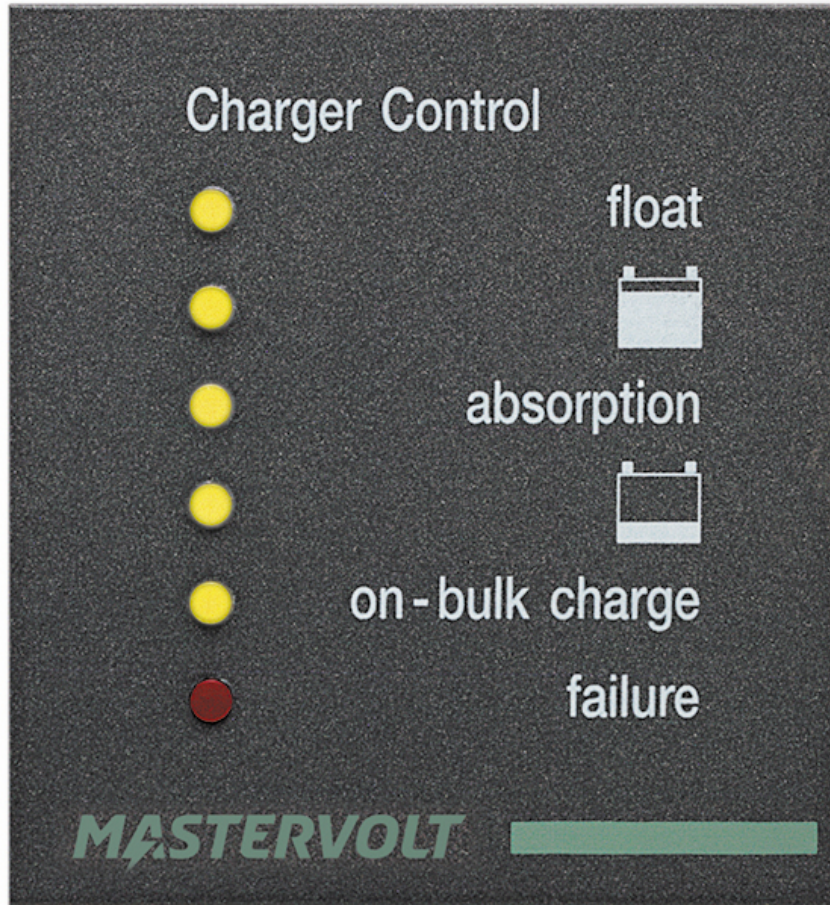 Charger Control
float
absorption
on-bulk charge
failure
MASTERVOLT